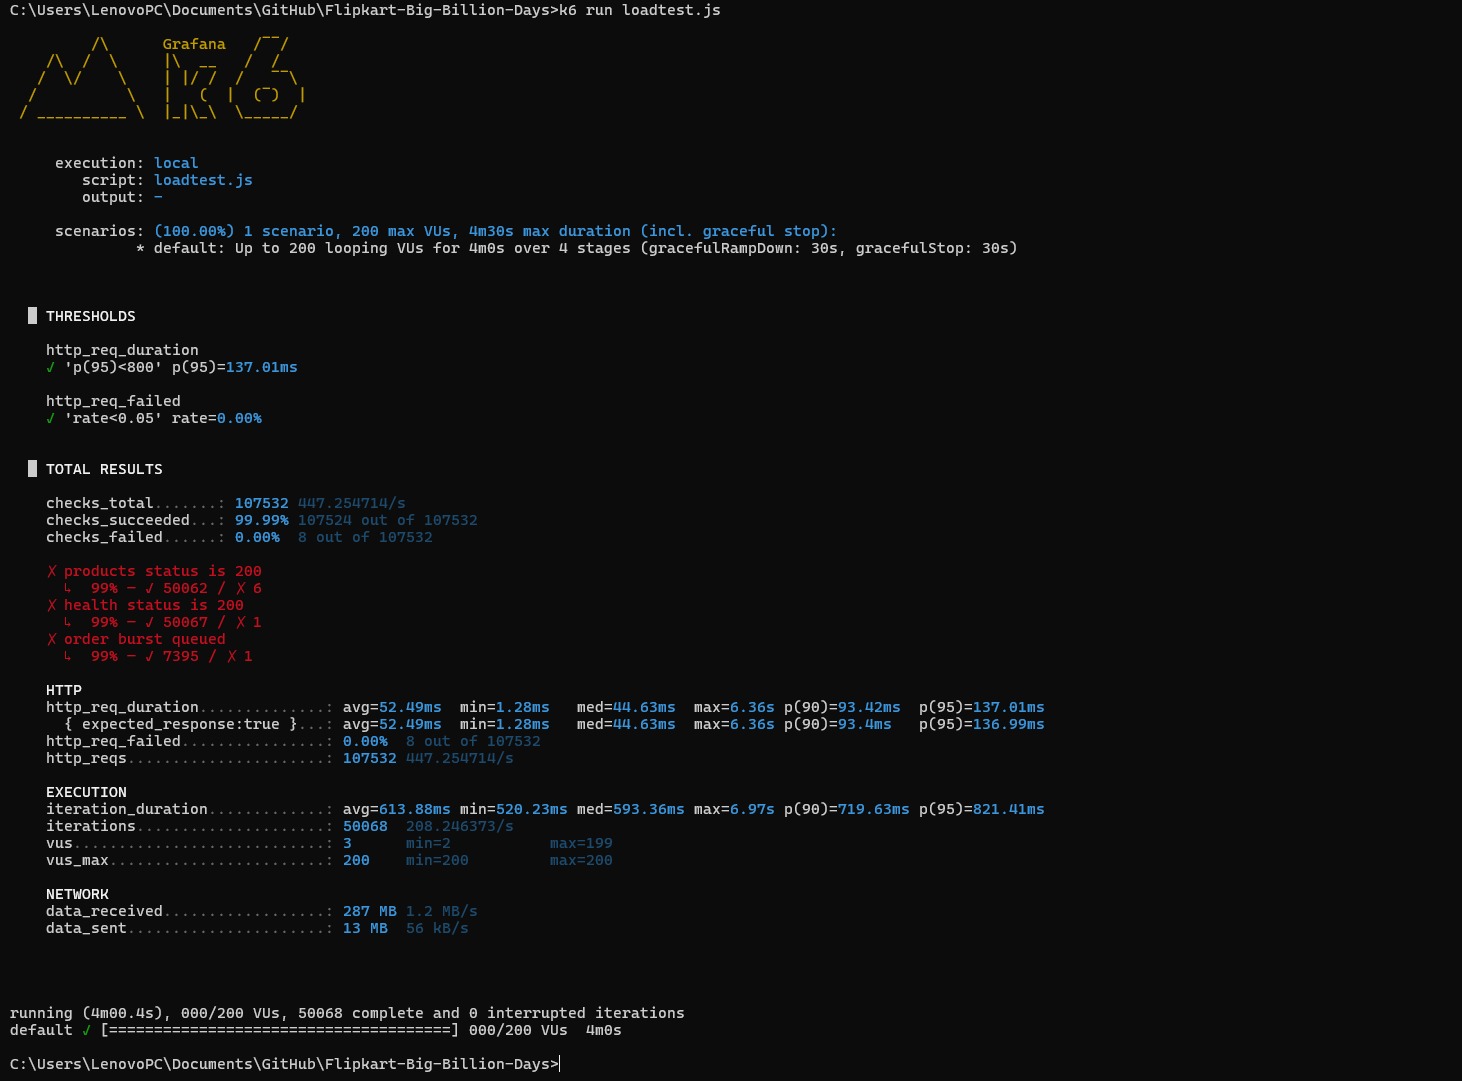 C:\Users\LenovoPC\Documents\GitHub\Flipkart-Big-Billion-Days>k6 run loadtest.js
Grafana
execution: local
script: loadtest.js
output: -
scenarios: (100.00%) 1 scenario, 200 max VUs, 4m30s max duration (incl. graceful stop):
* default: Up to 200 looping VUs for 4m0s over 4 stages (gracefulRampDown: 30s, gracefulStop: 30s)
█ THRESHOLDS
http_req_duration
✓ 'p(95)<800' p(95)=137.01ms
http_req_failed
✓ 'rate<0.05' rate=0.00%
█ TOTAL RESULTS
checks_total.......: 107532 447.254714/s
checks_succeeded...: 99.99% 107524 out of 107532
checks_failed......: 0.00%  8 out of 107532
✗ products status is 200
↳  99% — ✓ 50062 / ✗ 6
✗ health status is 200
↳  99% — ✓ 50067 / ✗ 1
✗ order burst queued
↳  99% — ✓ 7395 / ✗ 1
HTTP
http_req_duration..............: avg=52.49ms  min=1.28ms   med=44.63ms  max=6.36s p(90)=93.42ms  p(95)=137.01ms
{ expected_response:true }...: avg=52.49ms  min=1.28ms   med=44.63ms  max=6.36s p(90)=93.4ms   p(95)=136.99ms
http_req_failed................: 0.00%  8 out of 107532
http_reqs......................: 107532 447.254714/s
EXECUTION
iteration_duration.............: avg=613.88ms min=520.23ms med=593.36ms max=6.97s p(90)=719.63ms p(95)=821.41ms
iterations.....................: 50068  208.246373/s
vus............................: 3      min=2           max=199
vus_max........................: 200    min=200         max=200
NETWORK
data_received..................: 287 MB 1.2 MB/s
data_sent......................: 13 MB  56 kB/s
running (4m00.4s), 000/200 VUs, 50068 complete and 0 interrupted iterations
default ✓ [======================================] 000/200 VUs  4m0s
C:\Users\LenovoPC\Documents\GitHub\Flipkart-Big-Billion-Days>